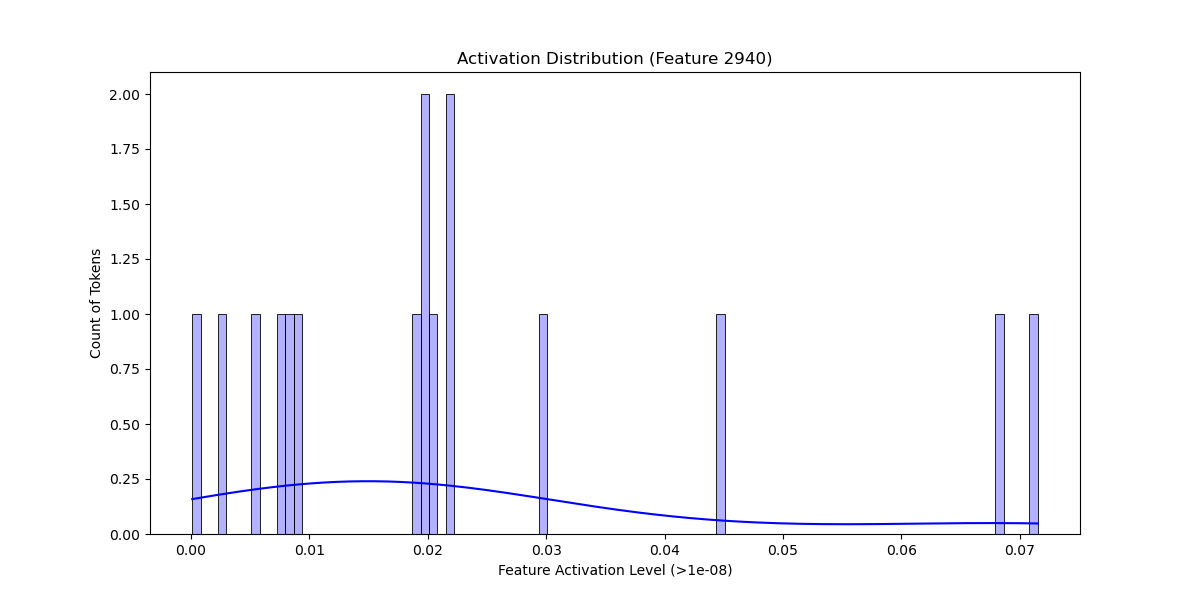 Activation Distribution (Feature 2940)
2.00
1.75
1.50
1.25
1.00
0.75
0.50
0.25
0.00
Count of Tokens
0.00 0.01 0.02 0.03 0.04 0.05 0.06 0.07
Feature Activation Level (>1e-08)